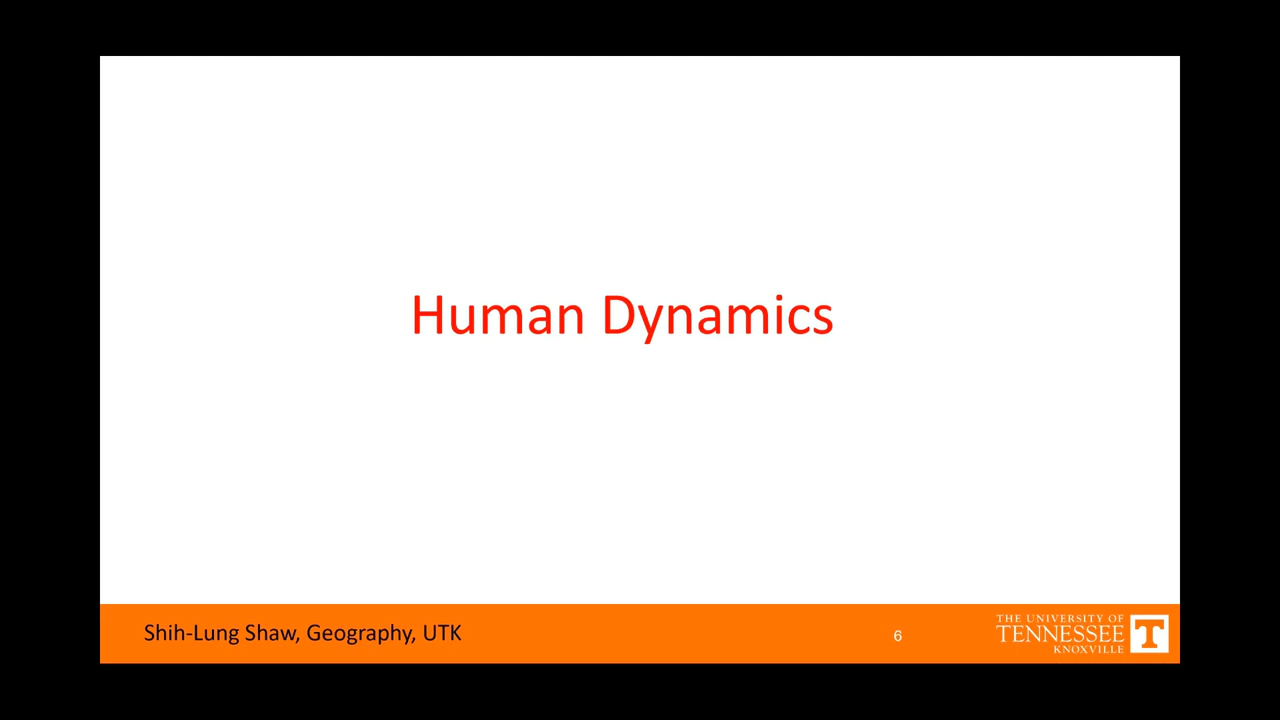 Human Dynamics
Shih-Lung Shaw, Geography, UTK
6
THE UNIVERSITY OF
TENNESSEE
KNOXVILLE
T